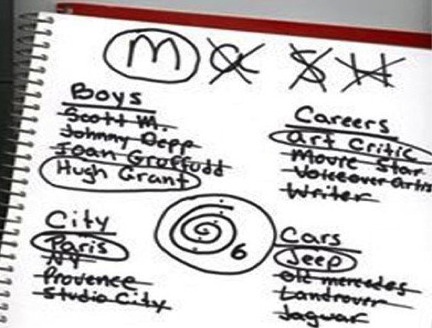 M A S H
Boys
Scott M.
Johnny Depp
Ioan Gruffudd
Hugh Grant
Careers
Art Critic
Movie Star
Voiceover Artist
Writer
City
Paris
NY
Provence
Studio City
6
Cars
Jeep
Old mercedes
Landrover
Jaguar